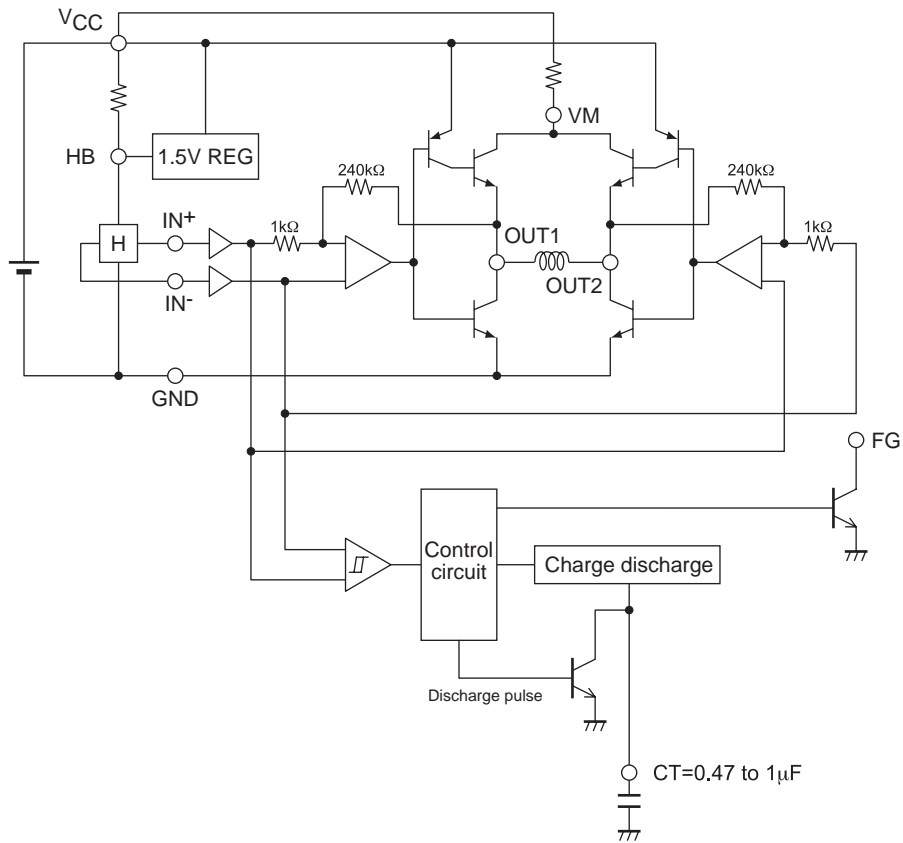 VCC
VM
HB
1.5V REG
240kΩ
240kΩ
1kΩ
1kΩ
IN+
H
OUT1
OUT2
IN-
GND
FG
Control
circuit
Charge discharge
Discharge pulse
CT=0.47 to 1μF